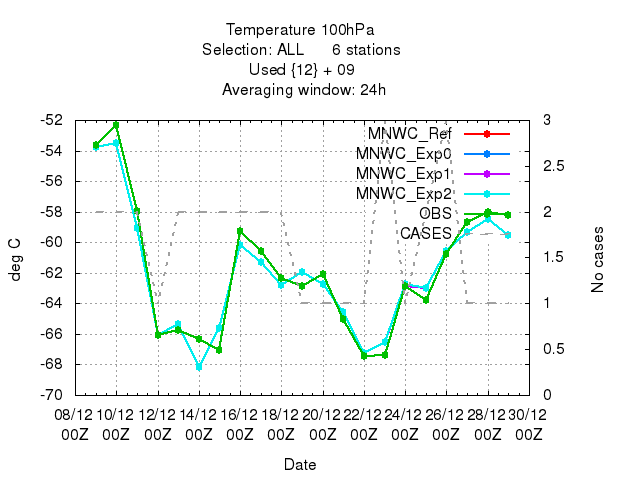 Temperature 100hPa
Selection: ALL 6 stations
Used {12} + 09
Averaging window: 24h
-52
-54
-56
-58
-60
-62
-64
-66
-68
-70
deg C
3
2.5
2
1.5
1
0.5
0
No cases
MNWC_Ref
MNWC_Exp0
MNWC_Exp1
MNWC_Exp2
OBS
CASES
08/12 10/12 12/12 14/12 16/12 18/12 20/12 22/12 24/12 26/12 28/12 30/12
00Z 00Z 00Z 00Z 00Z 00Z 00Z 00Z 00Z 00Z 00Z 00Z
Date